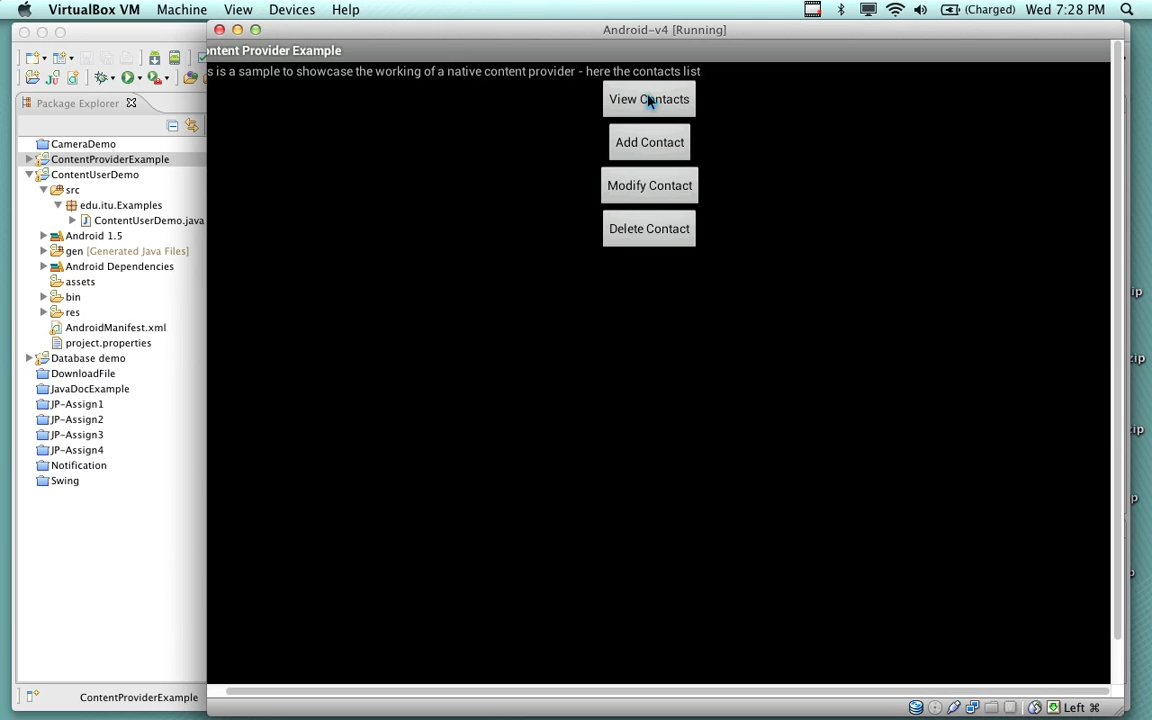 VirtualBox VM Machine View Devices Help (Charged) Wed 7:28 PM
Android-v4 [Running]
ontent Provider Example
s is a sample to showcase the working of a native content provider - here the contacts list
View Contacts
Add Contact
Modify Contact
Delete Contact
Package Explorer
CameraDemo
ContentProviderExample
ContentUserDemo
src
edu.itu.Examples
ContentUserDemo.java
Android 1.5
gen [Generated Java Files]
Android Dependencies
assets
bin
res
AndroidManifest.xml
project.properties
Database demo
DownloadFile
JavaDocExample
JP-Assign1
JP-Assign2
JP-Assign3
JP-Assign4
Notification
Swing
ip
zip
zip
p
ContentProviderExample
Left ⌘